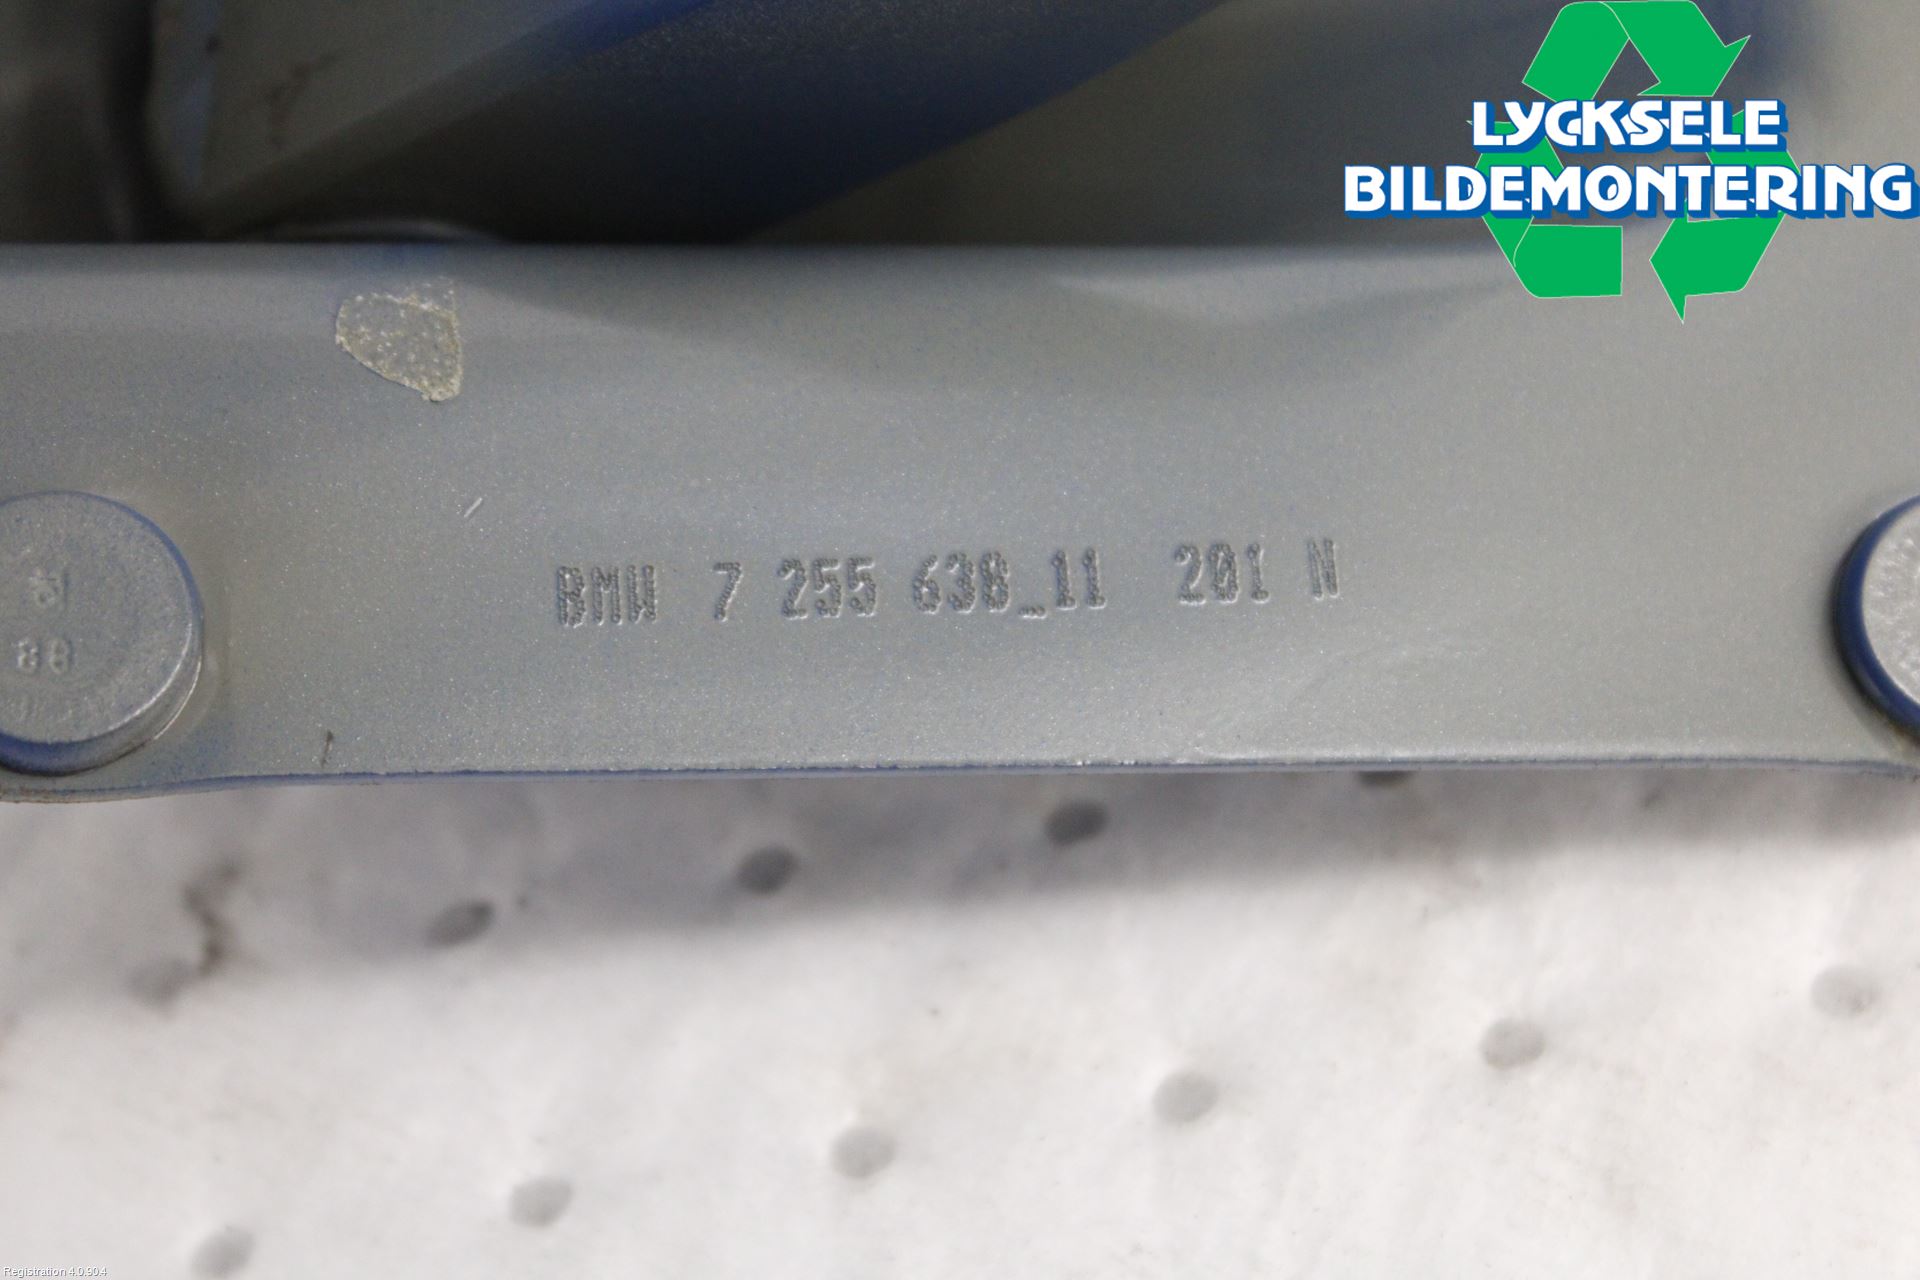 LYCKSELE
BILDEMONTERING
BMW 7 255 638_11 201 N
88
Registration 4.0.90.4